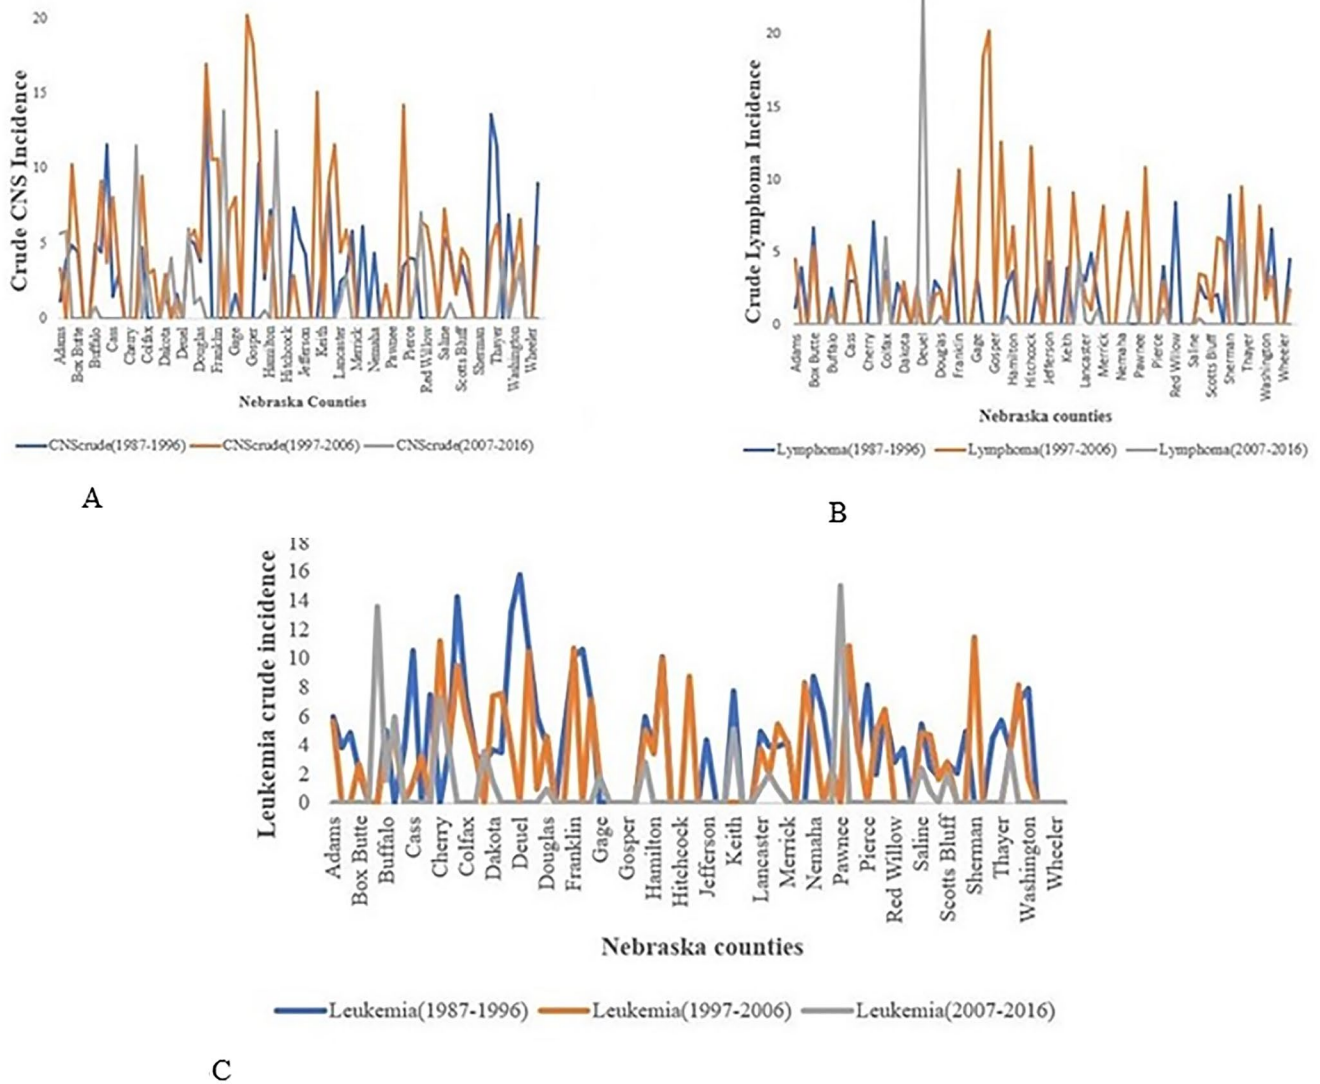 20
15
10
5
0
Crude CNS Incidence
Adams
Box Butte
Buffalo
Cass
Cherry
Colfax
Dakota
Deuel
Douglas
Franklin
Gage
Gosper
Hamilton
Hitchcock
Jefferson
Keith
Lancaster
Merrick
Nemaha
Pawnee
Pierce
Red Willow
Saline
Scotts Bluff
Sherman
Thayer
Washington
Wheeler
Nebraska Counties
CNScrude(1987-1996) CNScrude(1997-2006) CNScrude(2007-2016)
A
20
15
10
5
0
Crude Lymphoma Incidence
Adams
Box Butte
Buffalo
Cass
Cherry
Colfax
Dakota
Deuel
Douglas
Franklin
Gage
Gosper
Hamilton
Hitchcock
Jefferson
Keith
Lancaster
Merrick
Nemaha
Pawnee
Pierce
Red Willow
Saline
Scotts Bluff
Sherman
Thayer
Washington
Wheeler
Nebraska counties
Lymphoma(1987-1996) Lymphoma(1997-2006) Lymphoma(2007-2016)
B
18
16
14
12
10
8
6
4
2
0
Leukemia crude incidence
Adams
Box Butte
Buffalo
Cass
Cherry
Colfax
Dakota
Deuel
Douglas
Franklin
Gage
Gosper
Hamilton
Hitchcock
Jefferson
Keith
Lancaster
Merrick
Nemaha
Pawnee
Pierce
Red Willow
Saline
Scotts Bluff
Sherman
Thayer
Washington
Wheeler
Nebraska counties
Leukemia(1987-1996) Leukemia(1997-2006) Leukemia(2007-2016)
C